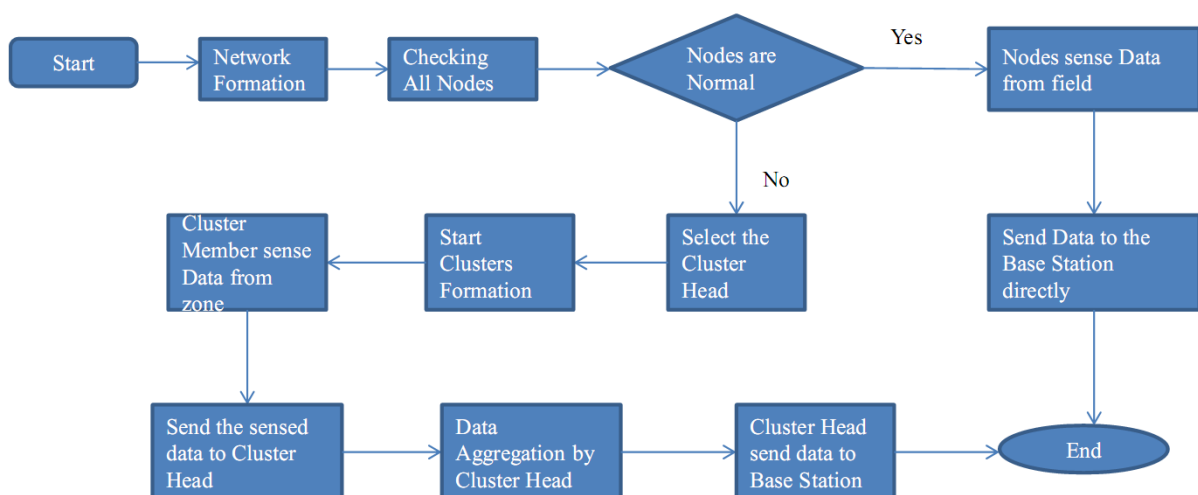 Start
Network
Formation
Checking
All Nodes
Nodes are
Normal
Yes
Nodes sense Data
from field
No
Cluster
Member sense
Data from
zone
Start
Clusters
Formation
Select the
Cluster
Head
Send Data to the
Base Station
directly
Send the sensed
data to Cluster
Head
Data
Aggregation by
Cluster Head
Cluster Head
send data to
Base Station
End